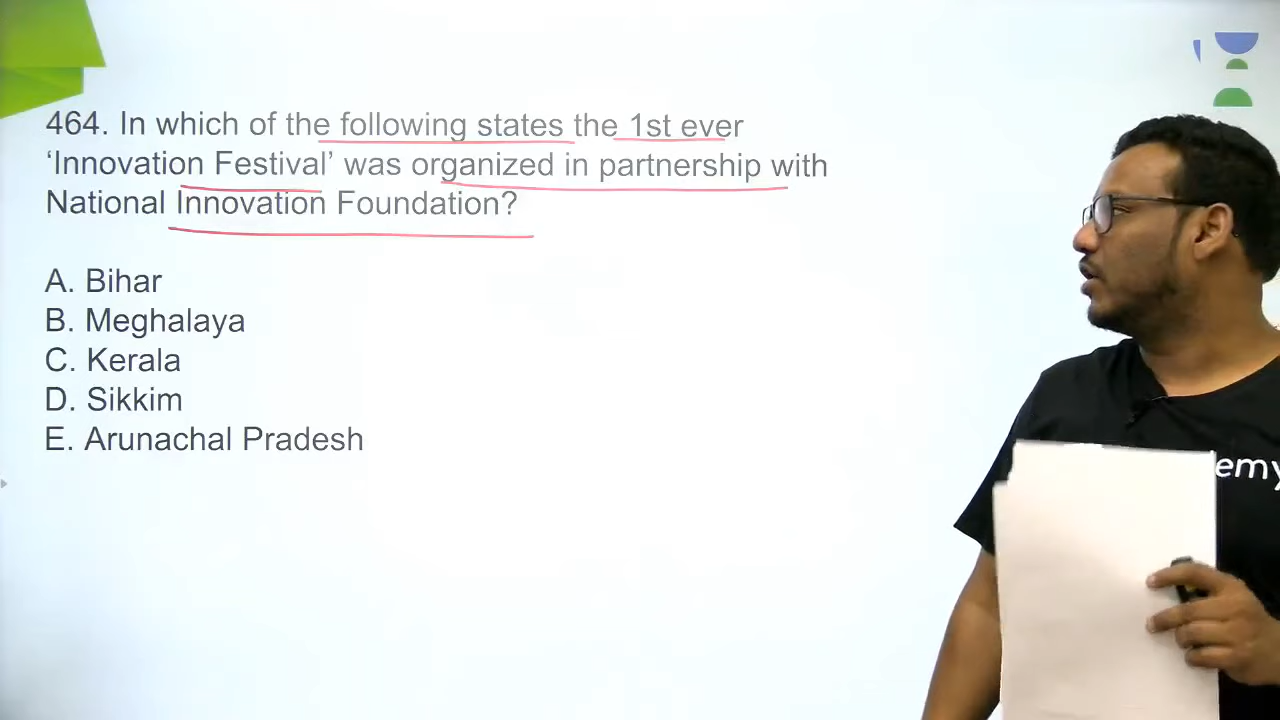 464. In which of the following states the 1st ever
‘Innovation Festival’ was organized in partnership with
National Innovation Foundation?
A. Bihar
B. Meghalaya
C. Kerala
D. Sikkim
E. Arunachal Pradesh
emy